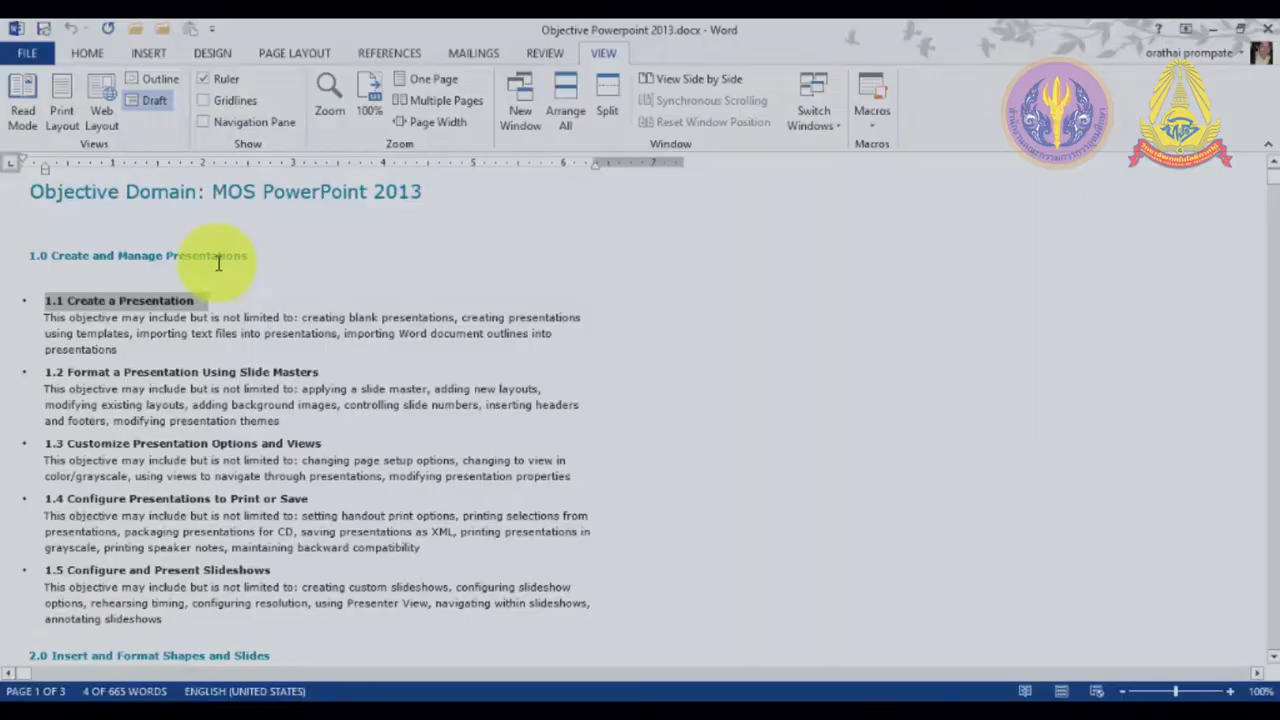 Objective Powerpoint 2013.docx - Word
FILE HOME INSERT DESIGN PAGE LAYOUT REFERENCES MAILINGS REVIEW VIEW orathai prompate
Read Mode
Print Layout
Web Layout
Outline
Draft
Views
Ruler
Gridlines
Navigation Pane
Show
Zoom
100%
One Page
Multiple Pages
Page Width
Zoom
New Window
Arrange All
Split
View Side by Side
Synchronous Scrolling
Reset Window Position
Window
Switch Windows
Macros
Macros
1 2 3 4 5 6 7
Objective Domain: MOS PowerPoint 2013
1.0 Create and Manage Presentations
• 1.1 Create a Presentation
This objective may include but is not limited to: creating blank presentations, creating presentations
using templates, importing text files into presentations, importing Word document outlines into
presentations
• 1.2 Format a Presentation Using Slide Masters
This objective may include but is not limited to: applying a slide master, adding new layouts,
modifying existing layouts, adding background images, controlling slide numbers, inserting headers
and footers, modifying presentation themes
• 1.3 Customize Presentation Options and Views
This objective may include but is not limited to: changing page setup options, changing to view in
color/grayscale, using views to navigate through presentations, modifying presentation properties
• 1.4 Configure Presentations to Print or Save
This objective may include but is not limited to: setting handout print options, printing selections from
presentations, packaging presentations for CD, saving presentations as XML, printing presentations in
grayscale, printing speaker notes, maintaining backward compatibility
• 1.5 Configure and Present Slideshows
This objective may include but is not limited to: creating custom slideshows, configuring slideshow
options, rehearsing timing, configuring resolution, using Presenter View, navigating within slideshows,
annotating slideshows
2.0 Insert and Format Shapes and Slides
PAGE 1 OF 3 4 OF 665 WORDS ENGLISH (UNITED STATES) 100%